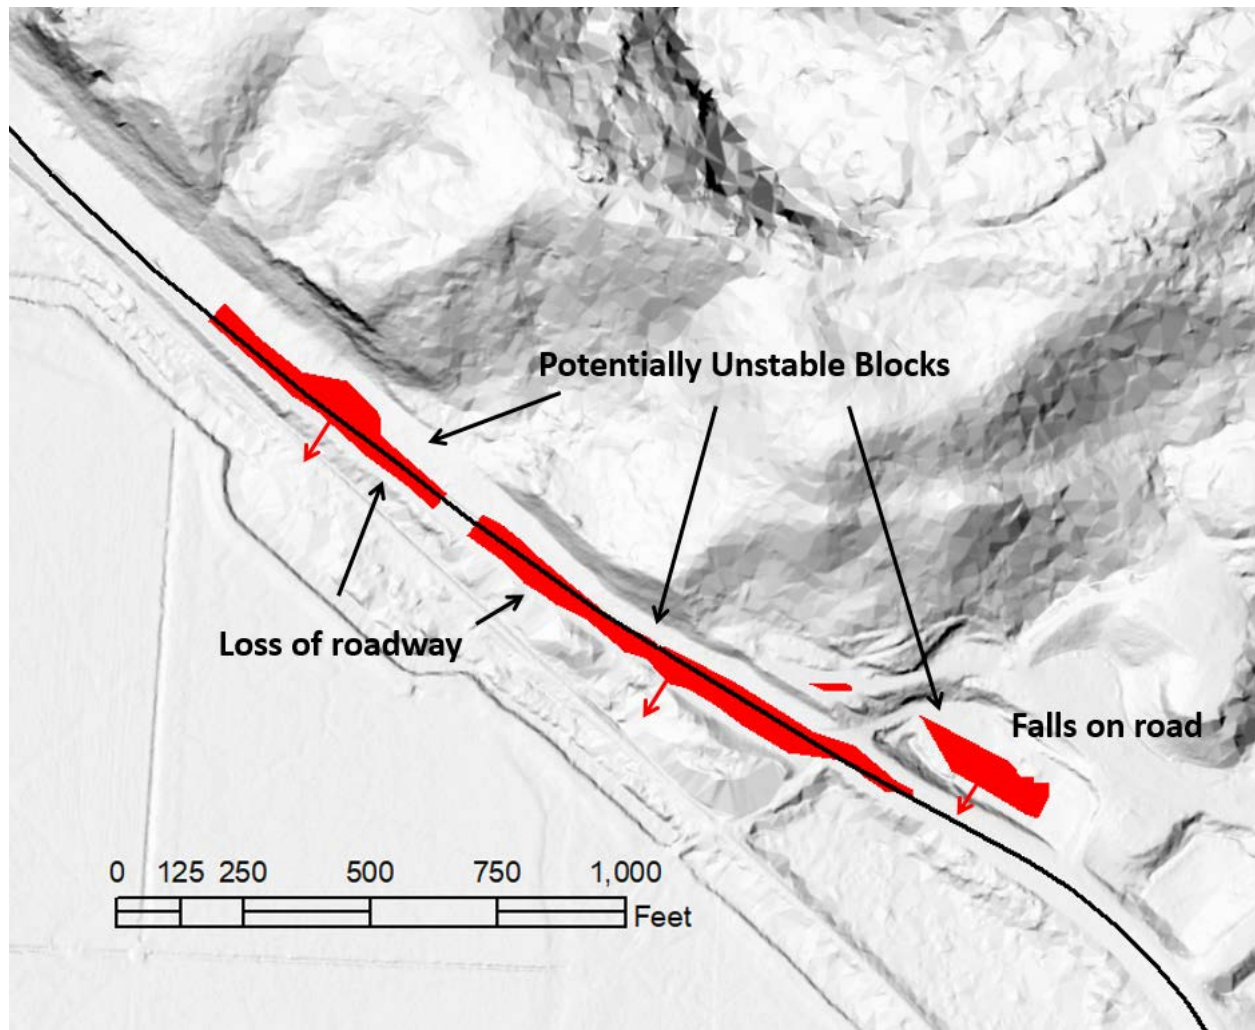 Potentially Unstable Blocks
Loss of roadway
Falls on road
0 125 250 500 750 1,000
Feet